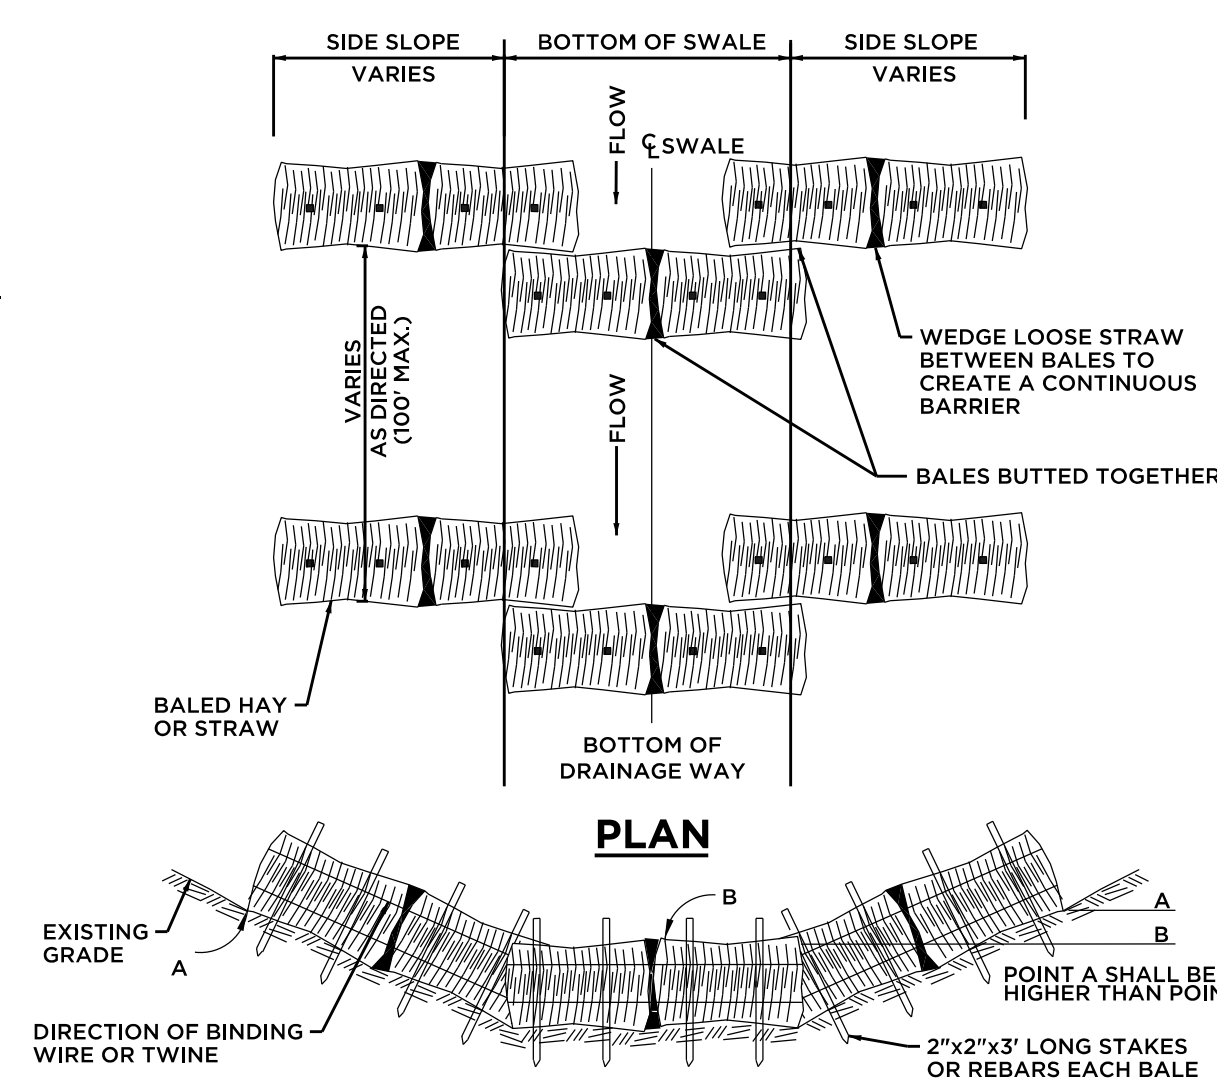 SIDE SLOPE
VARIES
BOTTOM OF SWALE
SIDE SLOPE
VARIES
FLOW
℄ SWALE
VARIES
AS DIRECTED
(100' MAX.)
FLOW
WEDGE LOOSE STRAW
BETWEEN BALES TO
CREATE A CONTINUOUS
BARRIER
BALES BUTTED TOGETHER
BALED HAY
OR STRAW
BOTTOM OF
DRAINAGE WAY
PLAN
EXISTING
GRADE
A
B
A
B
POINT A SHALL BE
HIGHER THAN
DIRECTION OF BINDING
WIRE OR TWINE
2"x2"x3' LONG STAKES
OR REBARS EACH BALE